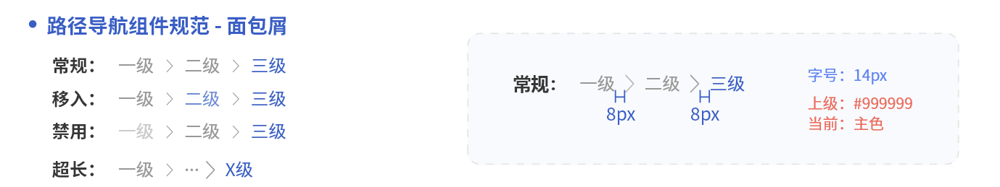 • 路径导航组件规范 - 面包屑
常规： 一级 > 二级 > 三级
移入： 一级 > 二级 > 三级
禁用： 一级 > 二级 > 三级
超长： 一级 > ··· > X级
常规： 一级 > 二级 > 三级
8px 8px
字号：14px
上级：#999999
当前：主色